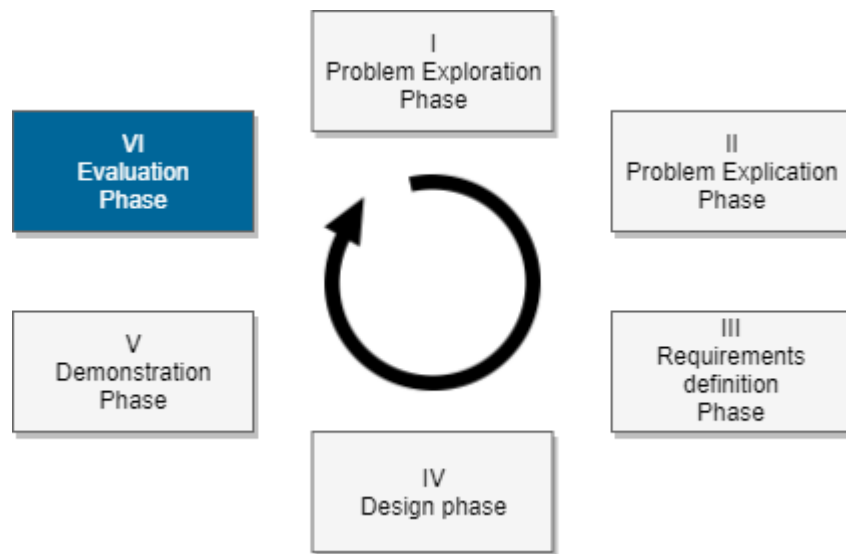 I
Problem Exploration
Phase
II
Problem Explication
Phase
III
Requirements
definition
Phase
IV
Design phase
V
Demonstration
Phase
VI
Evaluation
Phase